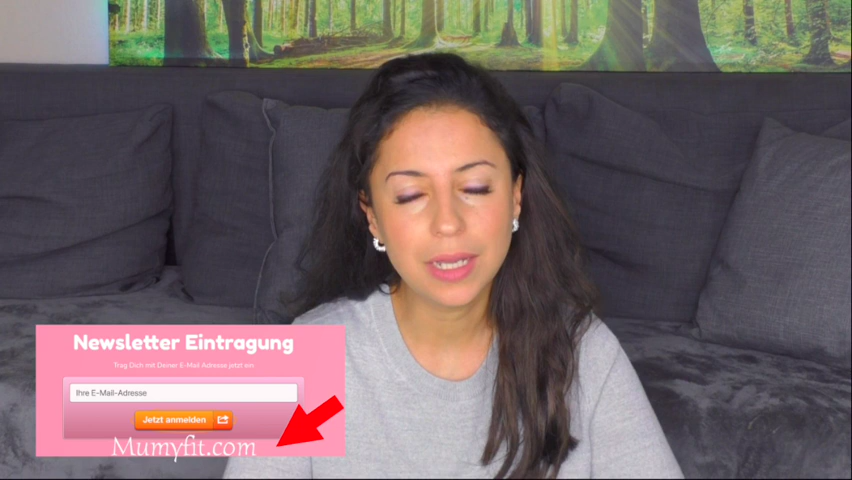 Newsletter Eintragung
Trag Dich mit Deiner E-Mail Adresse jetzt ein
Ihre E-Mail-Adresse
Jetzt anmelden
Mumyfit.com